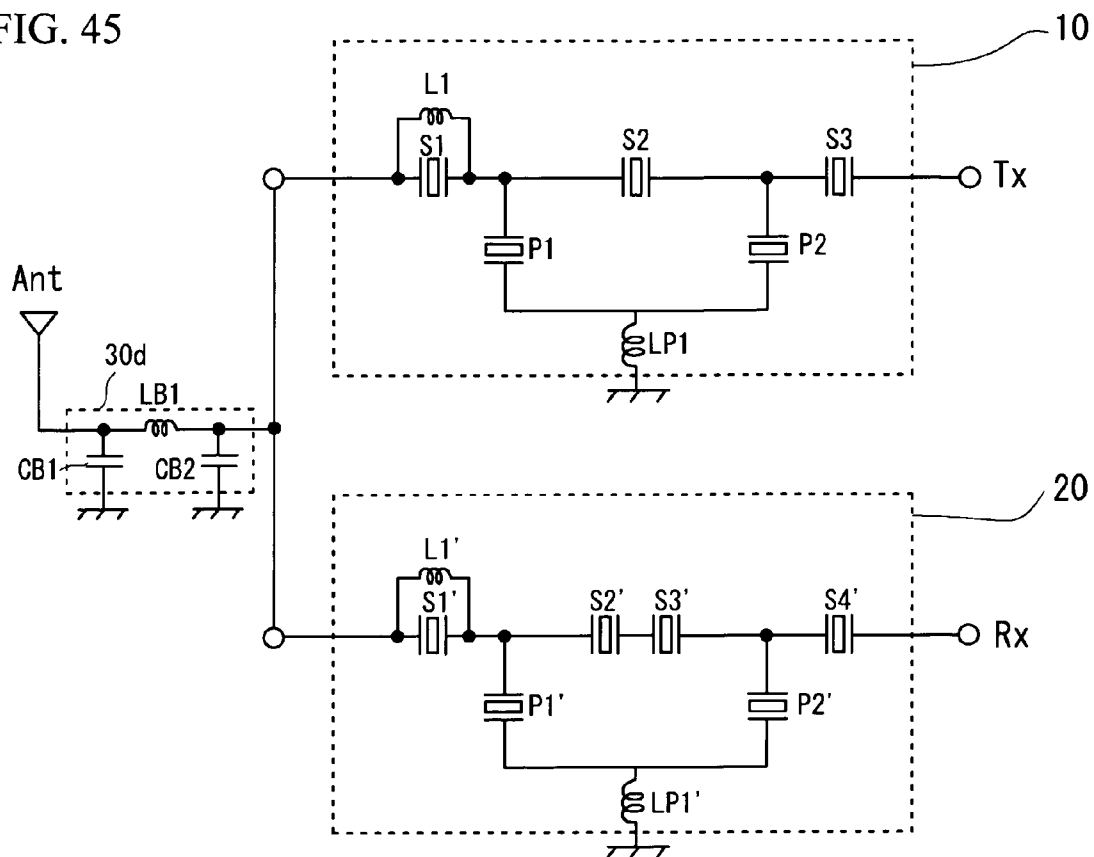 FIG. 45
10
L1
S1
S2
S3
Tx
P1
P2
Ant
LP1
30d
LB1
CB1
CB2
20
L1'
S1'
S2'
S3'
S4'
Rx
P1'
P2'
LP1'